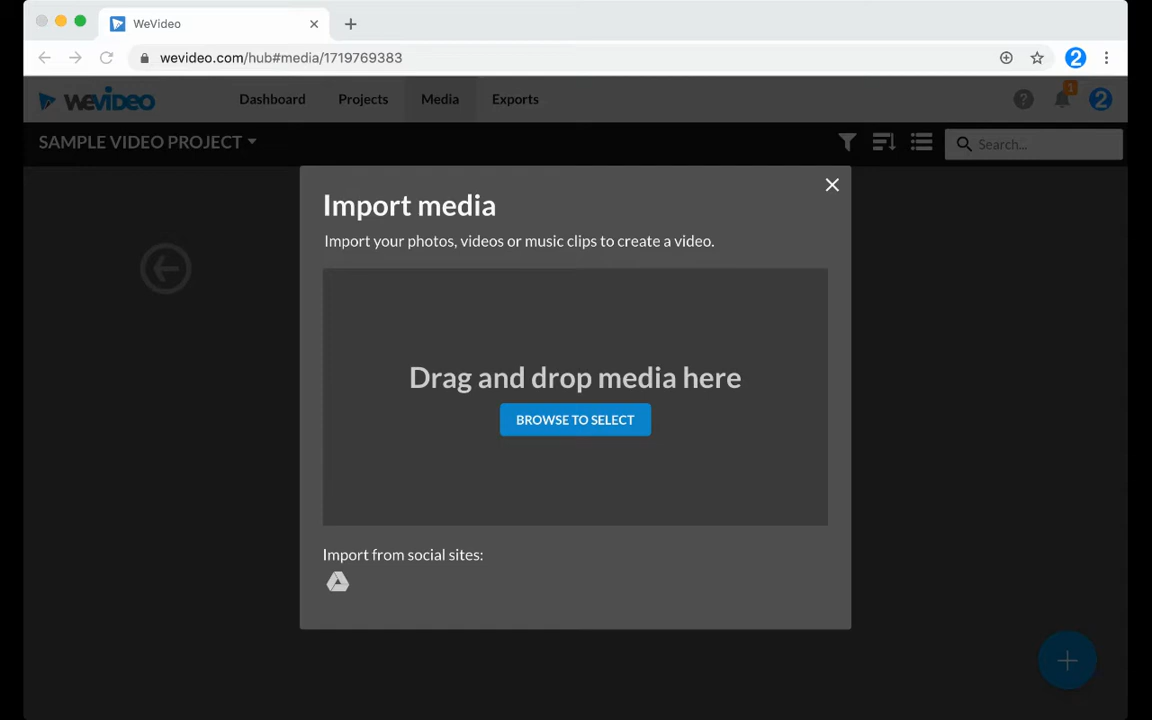 WeVideo
wevideo.com/hub#media/1719769383
2
WEVIDEO
Dashboard
Projects
Media
Exports
?
1
2
SAMPLE VIDEO PROJECT
Search...
Import media
Import your photos, videos or music clips to create a video.
Drag and drop media here
BROWSE TO SELECT
Import from social sites: